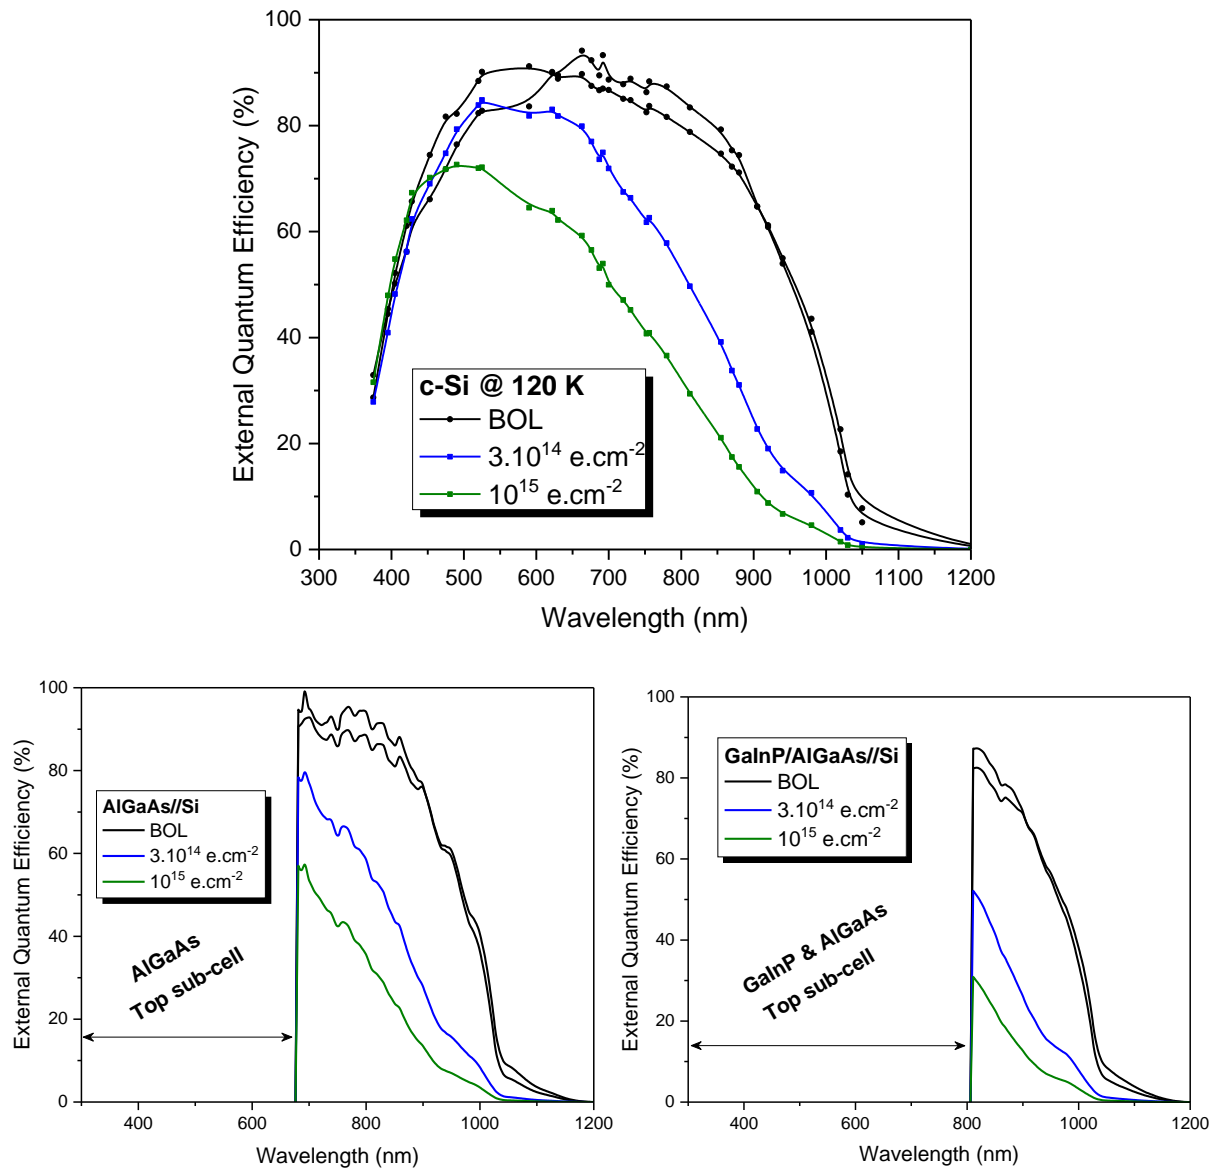 100
80
60
40
20
0
External Quantum Efficiency (%)
c-Si @ 120 K
BOL
3.10¹⁴ e.cm⁻²
10¹⁵ e.cm⁻²
300 400 500 600 700 800 900 1000 1100 1200
Wavelength (nm)
100
80
60
40
20
0
External Quantum Efficiency (%)
AlGaAs//Si
BOL
3.10¹⁴ e.cm⁻²
10¹⁵ e.cm⁻²
AlGaAs
Top sub-cell
400 600 800 1000 1200
Wavelength (nm)
100
80
60
40
20
0
External Quantum Efficiency (%)
GaInP/AlGaAs//Si
BOL
3.10¹⁴ e.cm⁻²
10¹⁵ e.cm⁻²
GaInP & AlGaAs
Top sub-cell
400 600 800 1000 1200
Wavelength (nm)